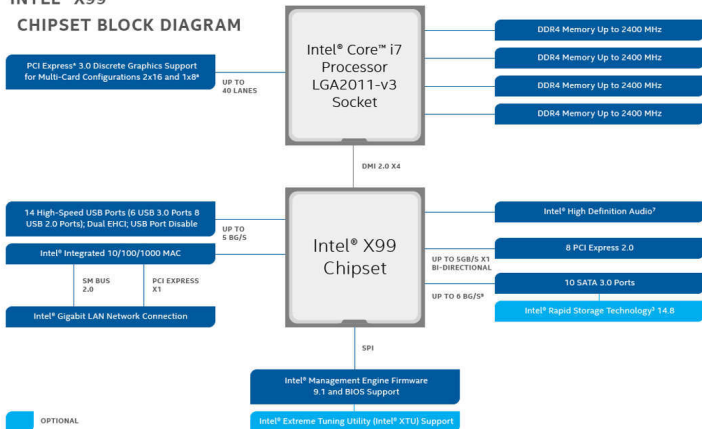 INTEL® X99
CHIPSET BLOCK DIAGRAM
PCI Express* 3.0 Discrete Graphics Support
for Multi-Card Configurations 2x16 and 1x8⁸
UP TO
40 LANES
Intel® Core™ i7
Processor
LGA2011-v3
Socket
DDR4 Memory Up to 2400 MHz
DDR4 Memory Up to 2400 MHz
DDR4 Memory Up to 2400 MHz
DDR4 Memory Up to 2400 MHz
DMI 2.0 X4
14 High-Speed USB Ports (6 USB 3.0 Ports 8
USB 2.0 Ports); Dual EHCI; USB Port Disable
UP TO
5 BG/S
Intel® Integrated 10/100/1000 MAC
SM BUS
2.0
PCI EXPRESS
X1
Intel® Gigabit LAN Network Connection
Intel® X99
Chipset
Intel® High Definition Audio⁷
8 PCI Express 2.0
UP TO 5GB/S X1
BI-DIRECTIONAL
10 SATA 3.0 Ports
UP TO 6 BG/S⁸
Intel® Rapid Storage Technology³ 14.8
SPI
Intel® Management Engine Firmware
9.1 and BIOS Support
Intel® Extreme Tuning Utility (Intel® XTU) Support
OPTIONAL